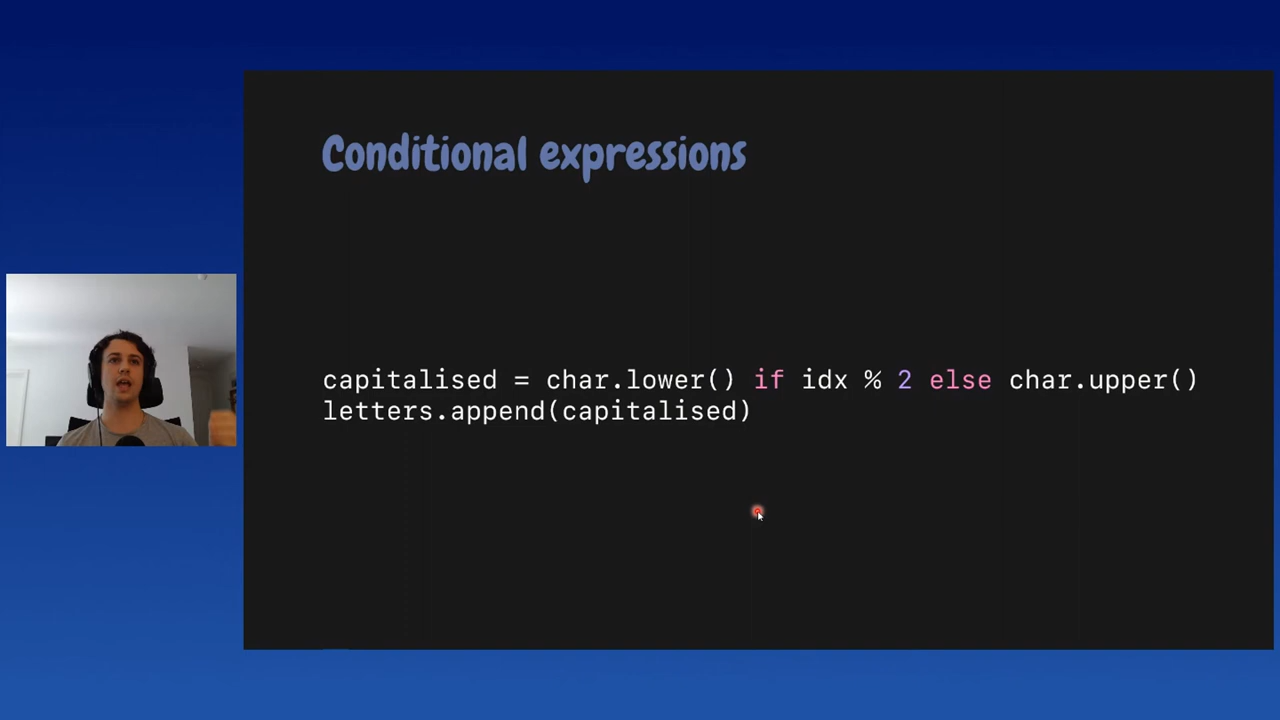 Conditional expressions
capitalised = char.lower() if idx % 2 else char.upper()
letters.append(capitalised)